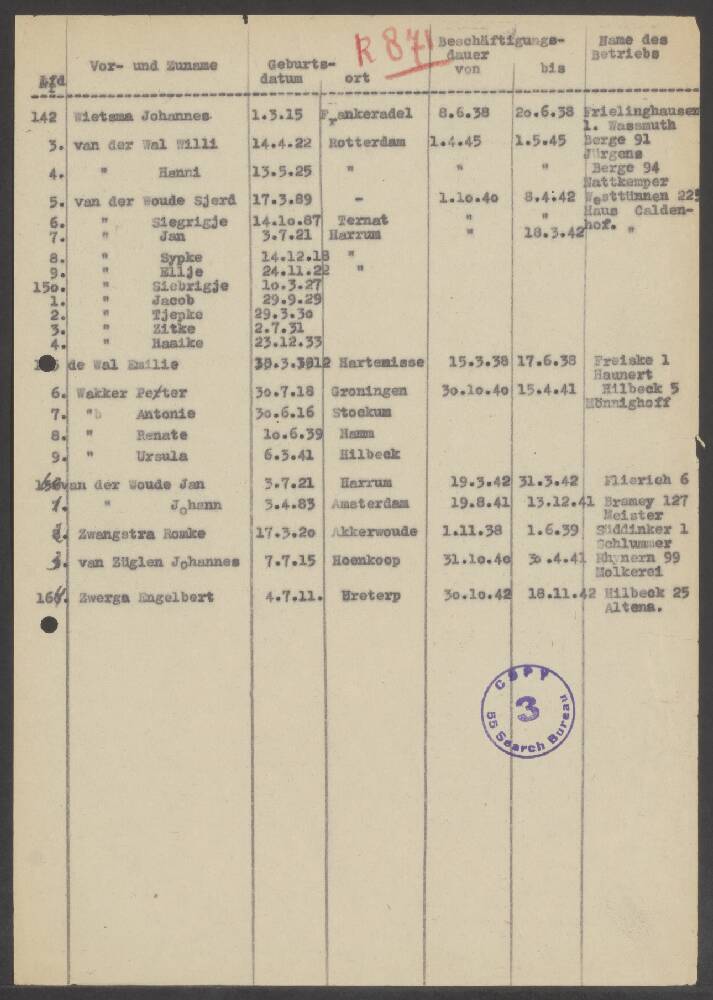 R 871
Beschäftigungs- Name des
Vor- und Zuname Geburts- dauer Betriebs
Lfd datum ort von bis
142 Wietsma Johannes 1.3.15 Frankeradel 8.6.38 20.6.38 Frielinghausen
1. Wassmuth
3. van der Wal Willi 14.4.22 Rotterdam 1.4.45 1.5.45 Berge 91
Jürgens
4. " Hanni 13.5.25 " " " Berge 94
Nattkemper
5. van der Woude Sjerd 17.3.89 - 1.10.40 8.4.42 Westtünnen 225
6. " Siegrigje 14.10.87 Ternat " " Haus Calden-
7. " Jan 3.7.21 Harrum " 18.3.42 hof. "
8. " Sypke 14.12.18 "
9. " Ellje 24.11.22 "
150. " Siebrigje 10.3.27
1. " Jacob 29.9.29
2. " Tjepke 29.3.30
3. " Zitke 2.7.31
4. " Haaike 23.12.33
de Wal Emilie Hartemisse 15.3.38 17.6.38 Freiske 1
Haunert
6. Wakker Peter 30.7.18 Groningen 30.10.40 15.4.41 Hilbeck 5
Mönnighoff
7. " Antonie 30.6.16 Stockum
8. " Renate 10.6.39 Hamm
9. " Ursula 6.3.41 Hilbeck
van der Woude Jan 3.7.21 Harrum 19.3.42 31.3.42 Flierich 6
1. " Johann 3.4.83 Amsterdam 19.8.41 13.12.41 Bramey 127
Meister
2. Zwangstra Romke 17.3.20 Akkerwoude 1.11.38 1.6.39 Süddinker 1
Schlummer
3. van Züglen Johannes 7.7.15 Hoenkoop 31.10.40 30.4.41 Rhynern 99
Molkerei
164. Zwerga Engelbert 4.7.11. Ureterp 30.10.42 18.11.42 Hilbeck 25
Altena.
COPY
3
55 Search Bureau